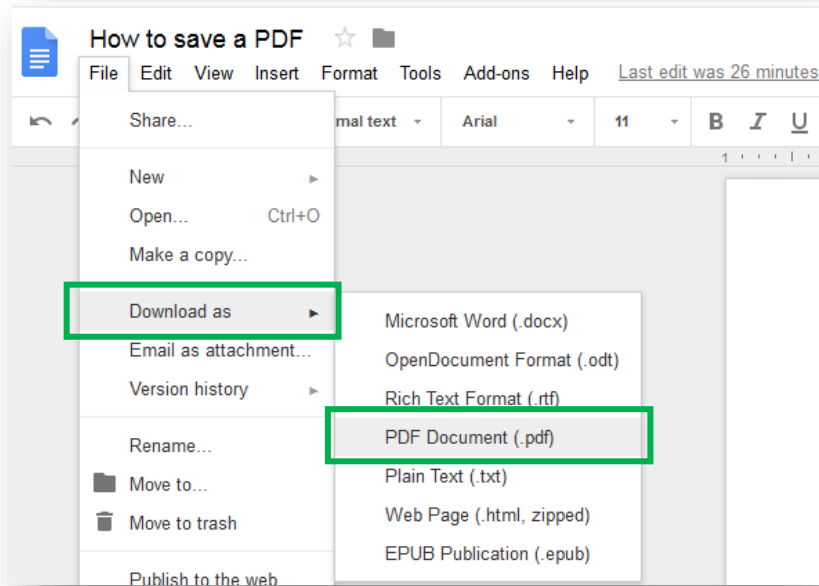 How to save a PDF
File Edit View Insert Format Tools Add-ons Help Last edit was 26 minutes
mal text Arial 11 B I U
1
Share...
New
Open... Ctrl+O
Make a copy...
Download as
Email as attachment...
Version history
Rename...
Move to...
Move to trash
Publish to the web
Microsoft Word (.docx)
OpenDocument Format (.odt)
Rich Text Format (.rtf)
PDF Document (.pdf)
Plain Text (.txt)
Web Page (.html, zipped)
EPUB Publication (.epub)